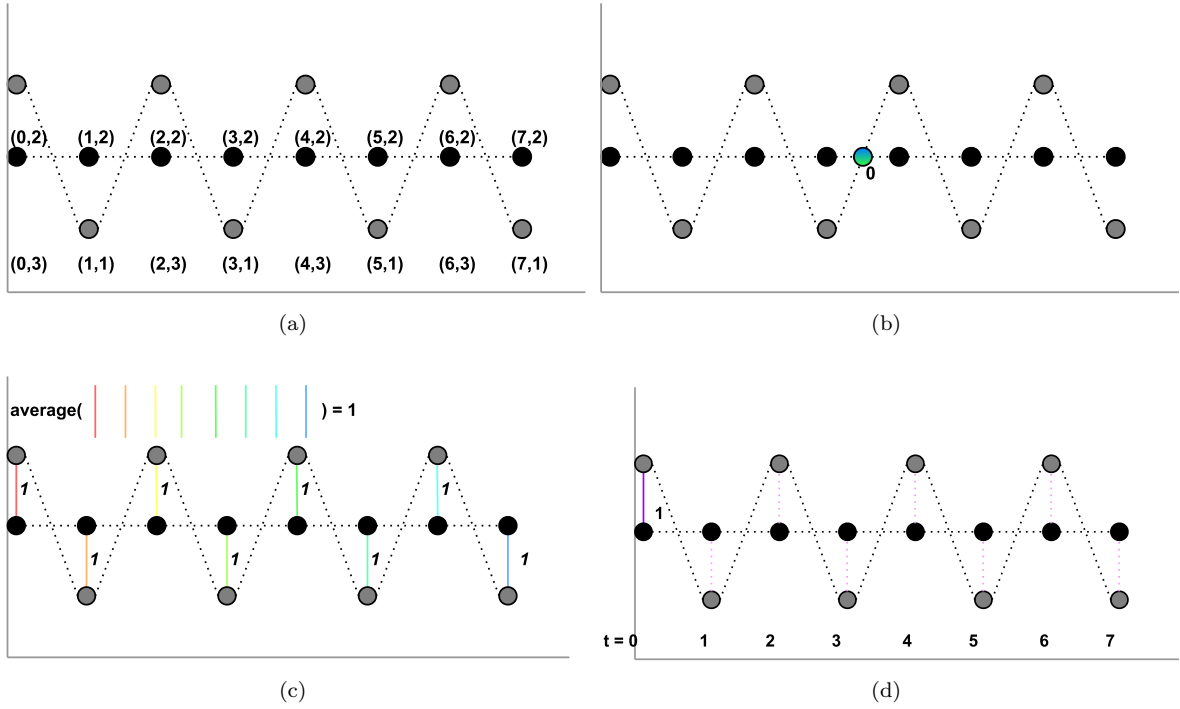 (0,2) (1,2) (2,2) (3,2) (4,2) (5,2) (6,2) (7,2)
(0,3) (1,1) (2,3) (3,1) (4,3) (5,1) (6,3) (7,1)
(a)
0
(b)
average( ) = 1
1 1 1 1
1 1 1 1
(c)
1
t = 0 1 2 3 4 5 6 7
(d)